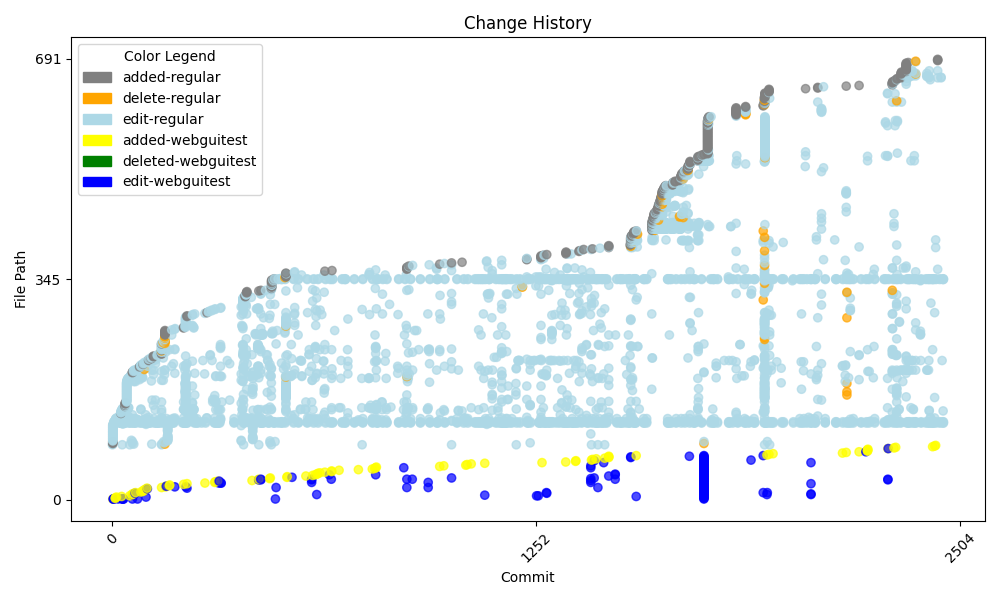 Change History
691
345
0
File Path
Color Legend
added-regular
delete-regular
edit-regular
added-webguitest
deleted-webguitest
edit-webguitest
0
1252
2504
Commit